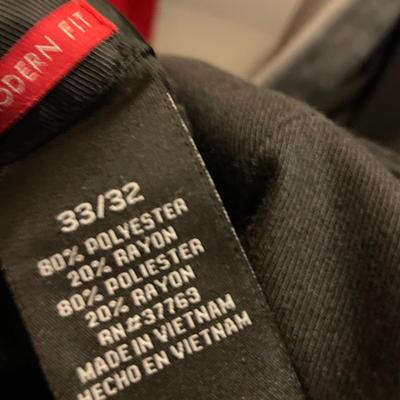 ODERN FIT
33/32
80% POLYESTER
20% RAYON
80% POLIESTER
20% RAYON
RN#37763
MADE IN VIETNAM
HECHO EN VIETNAM